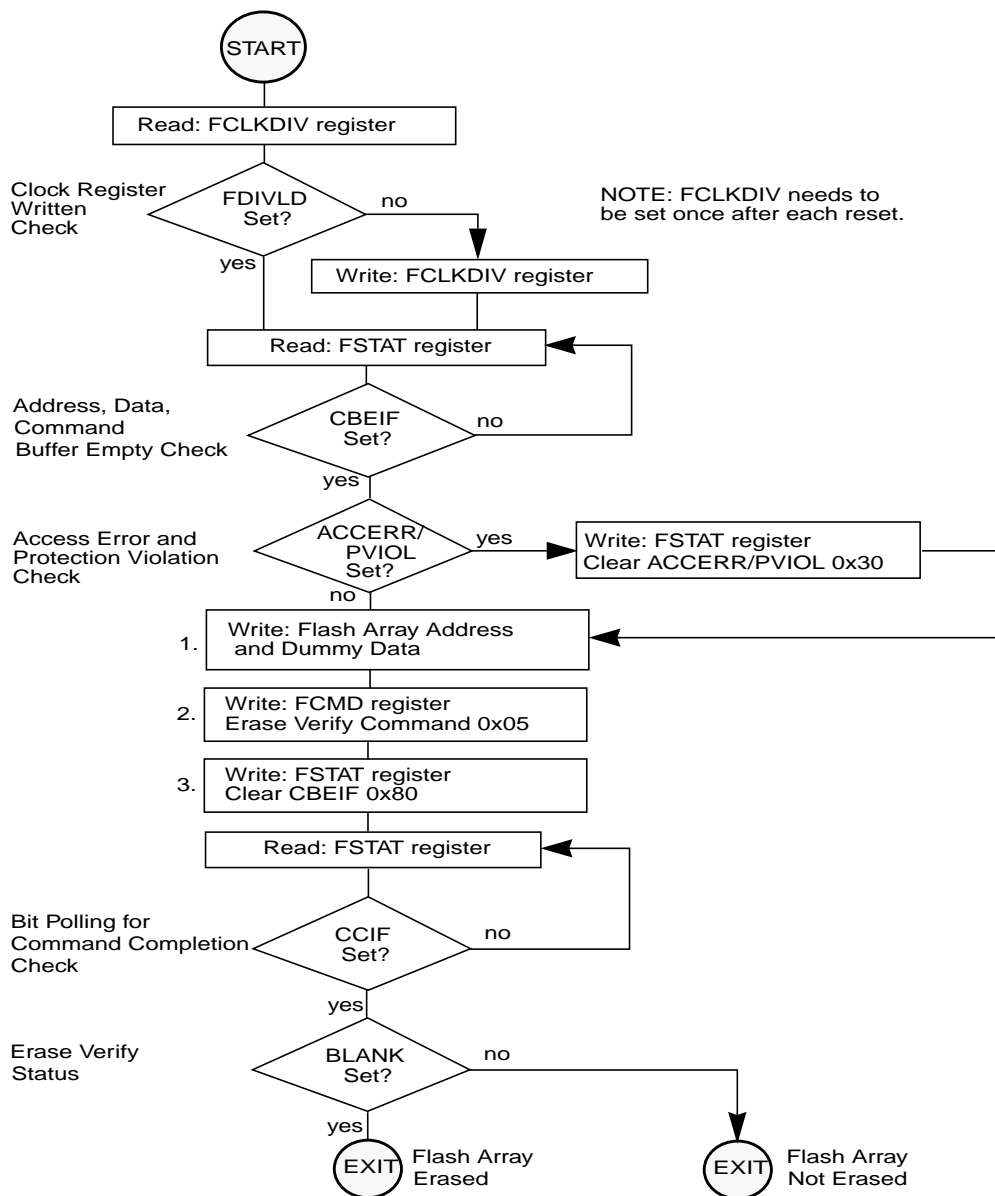 START
Read: FCLKDIV register
Clock Register
Written
Check
FDIVLD
Set?
no
yes
NOTE: FCLKDIV needs to
be set once after each reset.
Write: FCLKDIV register
Read: FSTAT register
Address, Data,
Command
Buffer Empty Check
CBEIF
Set?
no
yes
Access Error and
Protection Violation
Check
ACCERR/
PVIOL
Set?
yes
no
Write: FSTAT register
Clear ACCERR/PVIOL 0x30
1.
Write: Flash Array Address
and Dummy Data
2.
Write: FCMD register
Erase Verify Command 0x05
3.
Write: FSTAT register
Clear CBEIF 0x80
Read: FSTAT register
Bit Polling for
Command Completion
Check
CCIF
Set?
no
yes
Erase Verify
Status
BLANK
Set?
no
yes
EXIT
Flash Array
Erased
EXIT
Flash Array
Not Erased